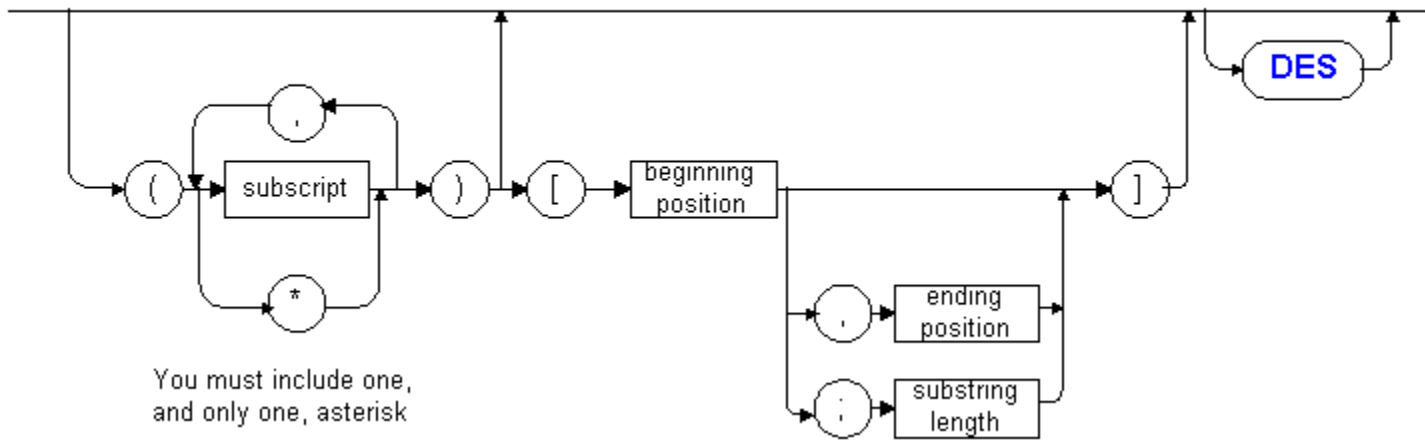 DES
,
(
subscript
)
[
beginning
position
]
*
,
ending
position
;
substring
length
You must include one,
and only one, asterisk